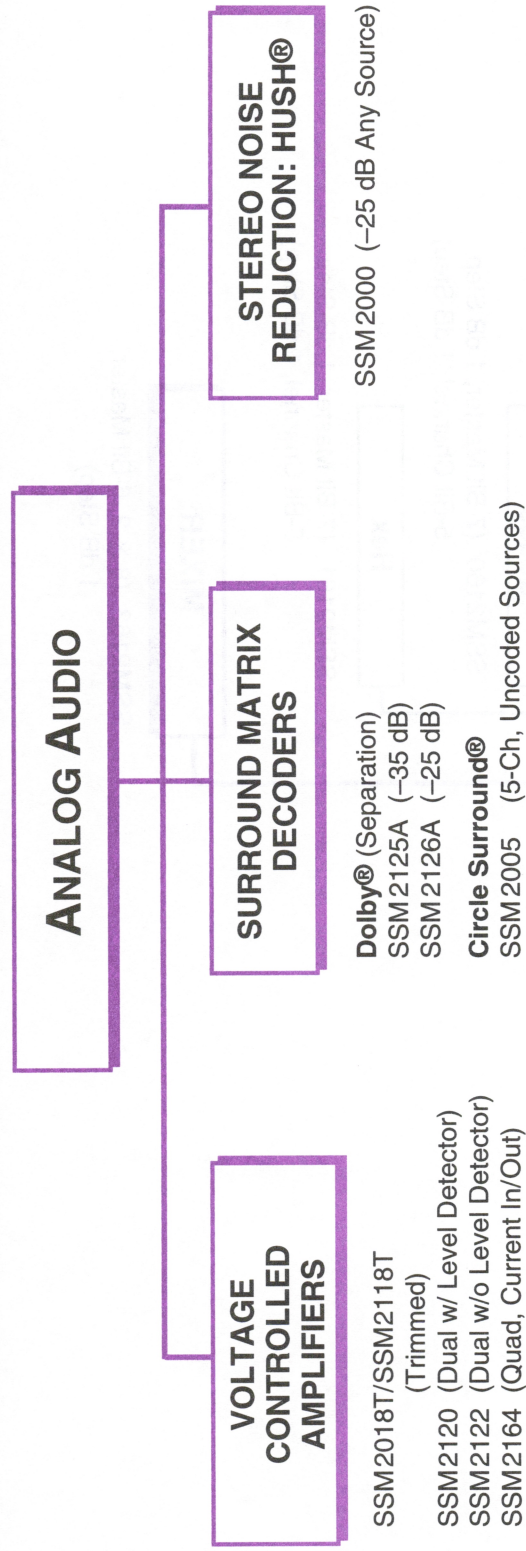 ANALOG AUDIO
VOLTAGE
CONTROLLED
AMPLIFIERS
SSM2018T/SSM2118T
(Trimmed)
SSM2120 (Dual w/ Level Detector)
SSM2122 (Dual w/o Level Detector)
SSM2164 (Quad, Current In/Out)
SURROUND MATRIX
DECODERS
Dolby® (Separation)
SSM2125A (–35 dB)
SSM2126A (–25 dB)
Circle Surround®
SSM2005 (5-Ch, Uncoded Sources)
STEREO NOISE
REDUCTION: HUSH®
SSM2000 (–25 dB Any Source)